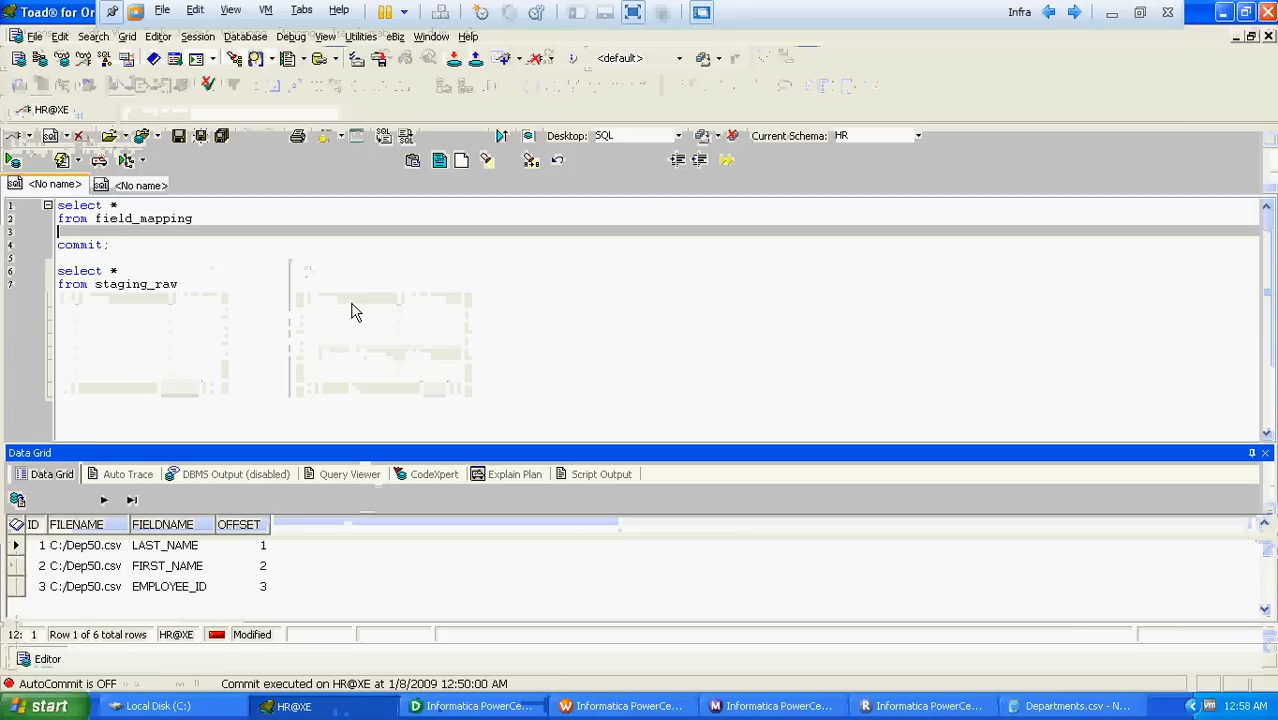 Toad® for Or File Edit View VM Tabs Help Infra
File Edit Search Grid Editor Session Database Debug View Utilities eBiz Window Help
<default>
HR@XE
Desktop: SQL Current Schema: HR
<No name> <No name>
1 select *
2 from field_mapping
3
4 commit;
5
6 select *
7 from staging_raw
Data Grid
Data Grid Auto Trace DBMS Output (disabled) Query Viewer CodeXpert Explain Plan Script Output
ID FILENAME FIELDNAME OFFSET
1 C:/Dep50.csv LAST_NAME 1
2 C:/Dep50.csv FIRST_NAME 2
3 C:/Dep50.csv EMPLOYEE_ID 3
12: 1 Row 1 of 6 total rows HR@XE Modified
Editor
AutoCommit is OFF Commit executed on HR@XE at 1/8/2009 12:50:00 AM
start Local Disk (C:) HR@XE Informatica PowerCe... Informatica PowerCe... Informatica PowerCe... Informatica PowerCe... Departments.csv - N... 12:58 AM